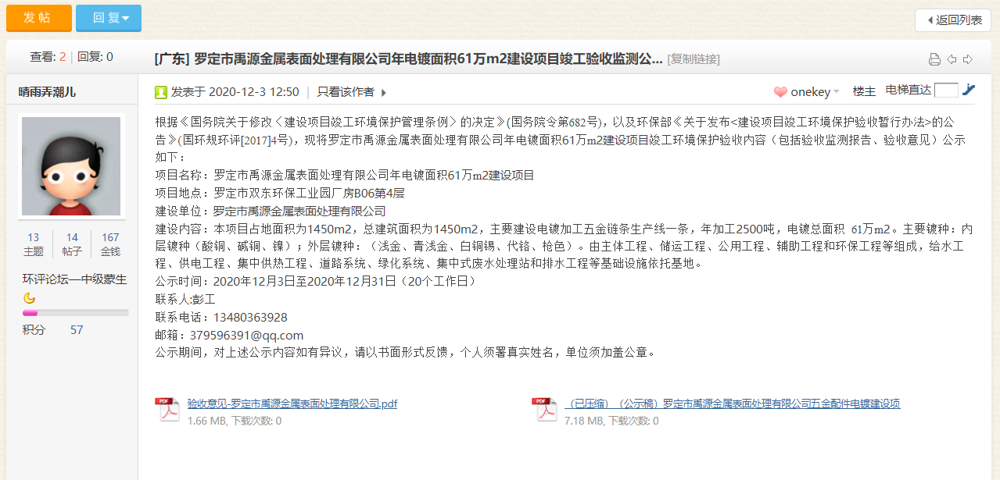 发 帖
回 复
返回列表
查看: 2 | 回复: 0
[广东] 罗定市禹源金属表面处理有限公司年电镀面积61万m2建设项目竣工验收监测公... [复制链接]
晴雨弄潮儿
发表于 2020-12-3 12:50 | 只看该作者
onekey
楼主
电梯直达
根据《国务院关于修改〈建设项目竣工环境保护管理条例〉的决定》(国务院令第682号)，以及环保部《关于发布<建设项目竣工环境保护验收暂行办法>的公
告》(国环规环评[2017]4号)，现将罗定市禹源金属表面处理有限公司年电镀面积61万m2建设项目竣工环境保护验收内容（包括验收监测报告、验收意见）公示
如下：
项目名称：罗定市禹源金属表面处理有限公司年电镀面积61万m2建设项目
项目地点：罗定市双东环保工业园厂房B06第4层
建设单位：罗定市禹源金属表面处理有限公司
建设内容：本项目占地面积为1450m2，总建筑面积为1450m2，主要建设电镀加工五金链条生产线一条，年加工2500吨，电镀总面积 61万m2。主要镀种：内
层镀种（酸铜、碱铜、镍）；外层镀种：（浅金、青浅金、白铜锡、代铬、枪色）。由主体工程、储运工程、公用工程、辅助工程和环保工程等组成，给水工
程、供电工程、集中供热工程、道路系统、绿化系统、集中式废水处理站和排水工程等基础设施依托基地。
公示时间：2020年12月3日至2020年12月31日（20个工作日）
联系人:彭工
联系电话：13480363928
邮箱：379596391@qq.com
公示期间，对上述公示内容如有异议，请以书面形式反馈，个人须署真实姓名，单位须加盖公章。
13
14
167
主题
帖子
金钱
环评论坛—中级蒙生
积分 57
验收意见-罗定市禹源金属表面处理有限公司.pdf
1.66 MB, 下载次数: 0
（已压缩）（公示稿）罗定市禹源金属表面处理有限公司五金配件电镀建设项
7.18 MB, 下载次数: 0